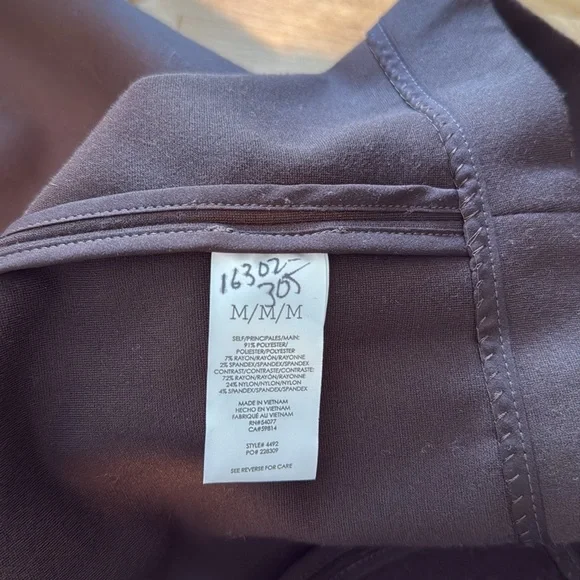 16302-
305
M/M/M
SELF/PRINCIPALES/MAIN:
91% POLYESTER/
POLIESTER/POLYESTER
7% RAYON/RAYON/RAYONNE
2% SPANDEX/SPANDEX/SPANDEX
CONTRAST/CONTRASTE/CONTRASTE:
72% RAYON/RAYON/RAYONNE
24% NYLON/NYLON/NYLON
4% SPANDEX/SPANDEX/SPANDEX
MADE IN VIETNAM
HECHO EN VIETNAM
FABRIQUÉ AU VIETNAM
RN#54077
CA#59814
STYLE# 4492
PO# 228309
SEE REVERSE FOR CARE